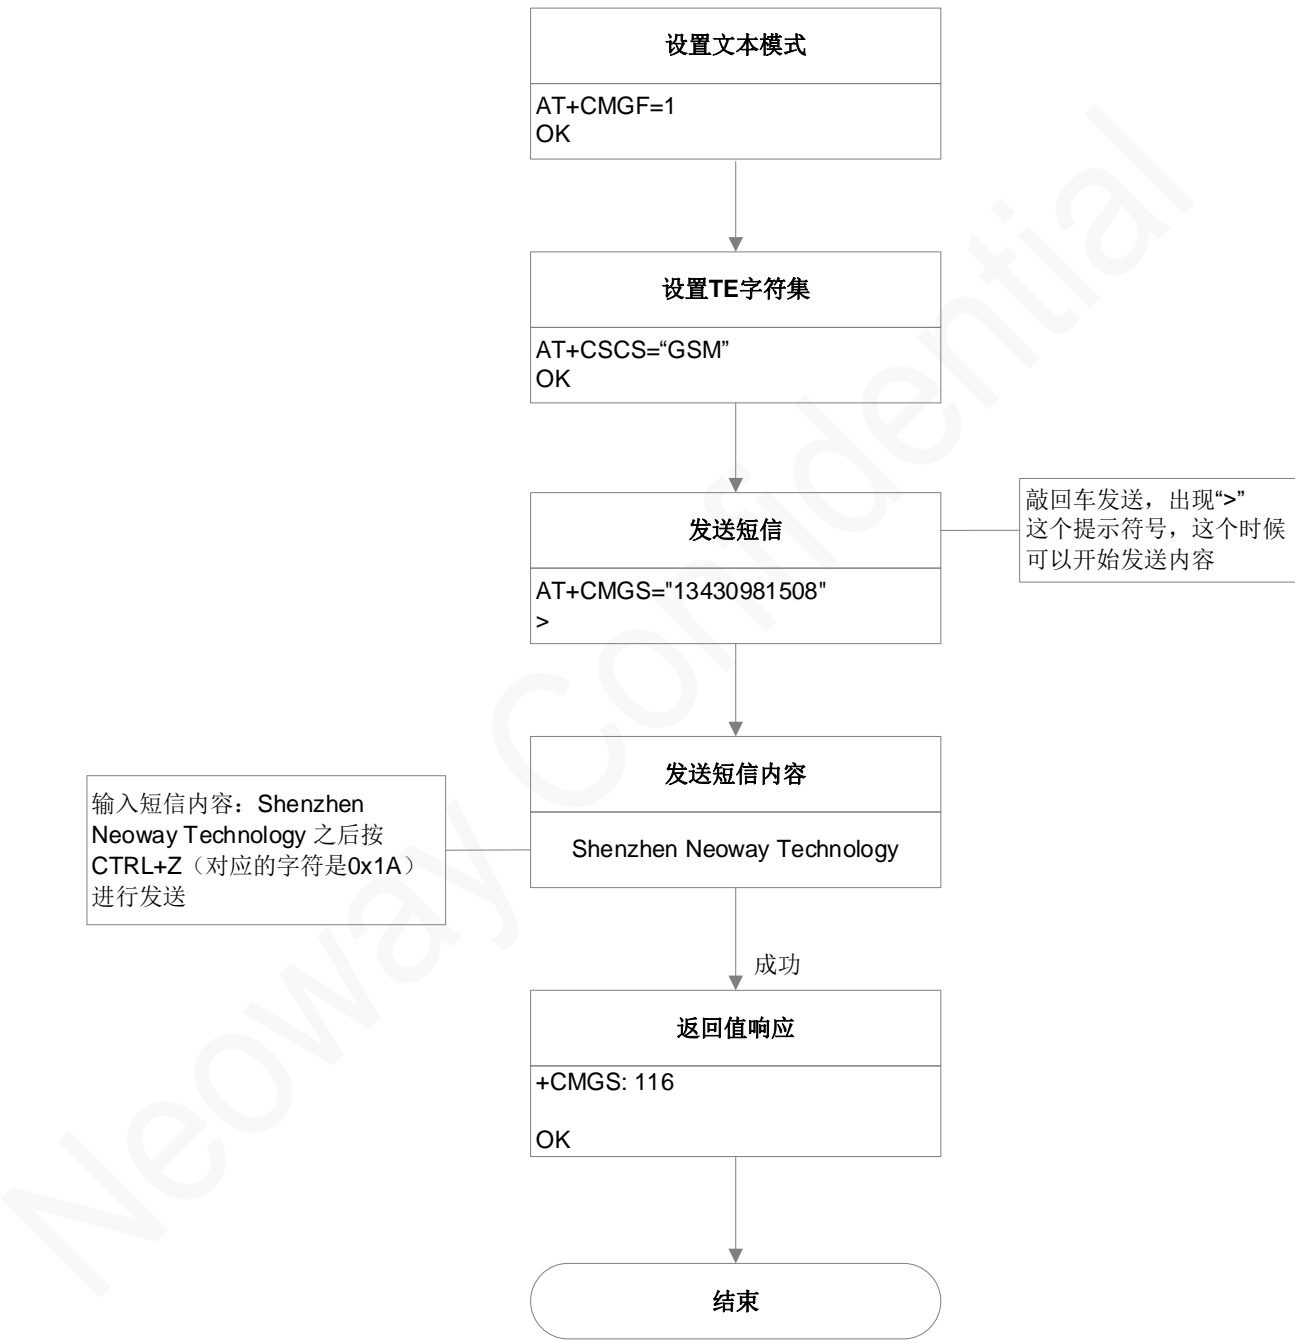 设置文本模式
AT+CMGF=1
OK
设置TE字符集
AT+CSCS=“GSM”
OK
发送短信
敲回车发送，出现“>”
这个提示符号，这个时候
可以开始发送内容
AT+CMGS="13430981508"
>
发送短信内容
输入短信内容：Shenzhen
Neoway Technology 之后按
CTRL+Z（对应的字符是0x1A）
进行发送
Shenzhen Neoway Technology
成功
返回值响应
+CMGS: 116
OK
结束
Neoway Confidential